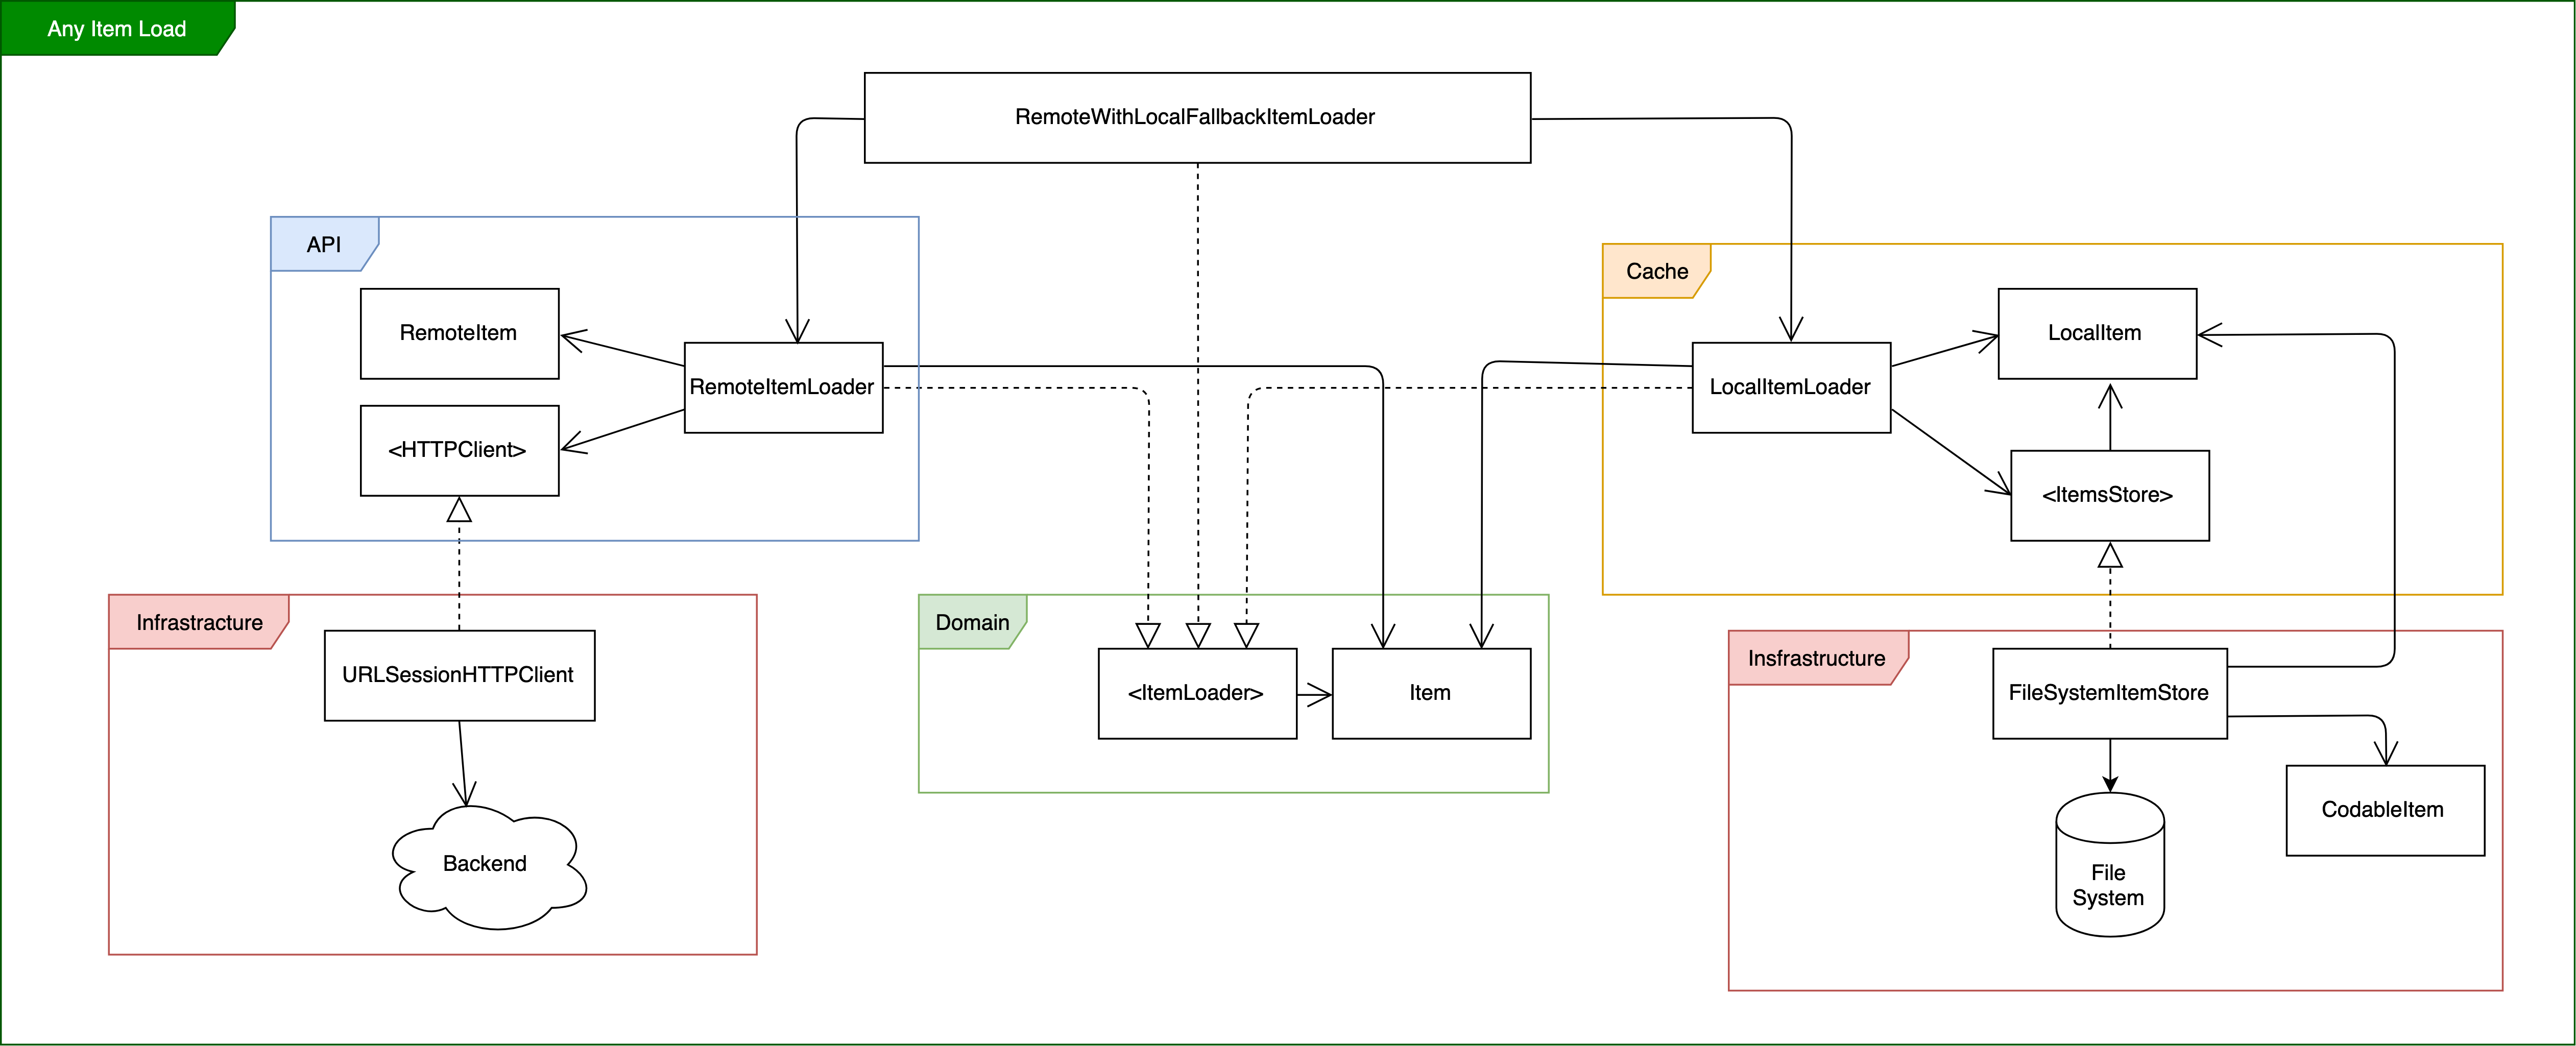 Any Item Load
RemoteWithLocalFallbackItemLoader
API
RemoteItem
<HTTPClient>
RemoteItemLoader
Cache
LocalItem
LocalItemLoader
<ItemsStore>
Infrastracture
URLSessionHTTPClient
Backend
Domain
<ItemLoader>
Item
Insfrastructure
FileSystemItemStore
CodableItem
File
System